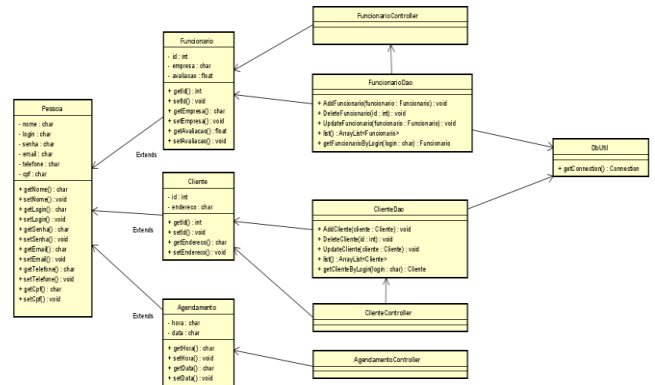 Pessoa
- nome : char
- login : char
- senha : char
- email : char
- telefone : char
- cpf : char
+ getNome() : char
+ setNome() : void
+ getLogin() : char
+ setLogin() : void
+ getSenha() : char
+ setSenha() : void
+ getEmail() : char
+ setEmail() : void
+ getTelefone() : char
+ setTelefone() : void
+ getCpf() : char
+ setCpf() : void
Extends
Extends
Extends
Funcionario
- id : int
- empresa : char
- avaliacao : float
+ getId() : int
+ setId() : void
+ getEmpresa() : char
+ setEmpresa() : void
+ getAvaliacao() : float
+ setAvaliacao() : void
Cliente
- id : int
- endereco : char
+ getId() : int
+ setId() : void
+ getEndereco() : char
+ setEndereco() : void
Agendamento
- hora : char
- data : char
+ getHora() : char
+ setHora() : void
+ getData() : char
+ setData() : void
FuncionarioController
FuncionarioDao
+ AddFuncionario(funcionario : Funcionario) : void
+ DeleteFuncionario(id : int) : void
+ UpdateFuncionario(funcionario : Funcionario) : void
+ list() : ArrayList<Funcionario>
+ getFuncionarioByLogin(login : char) : Funcionario
ClienteDao
+ AddCliente(cliente : Cliente) : void
+ DeleteCliente(id : int) : void
+ UpdateCliente(cliente : Cliente) : void
+ list() : ArrayList<Cliente>
+ getClienteByLogin(login : char) : Cliente
ClienteController
AgendamentoController
DbUtil
+ getConnection() : Connection